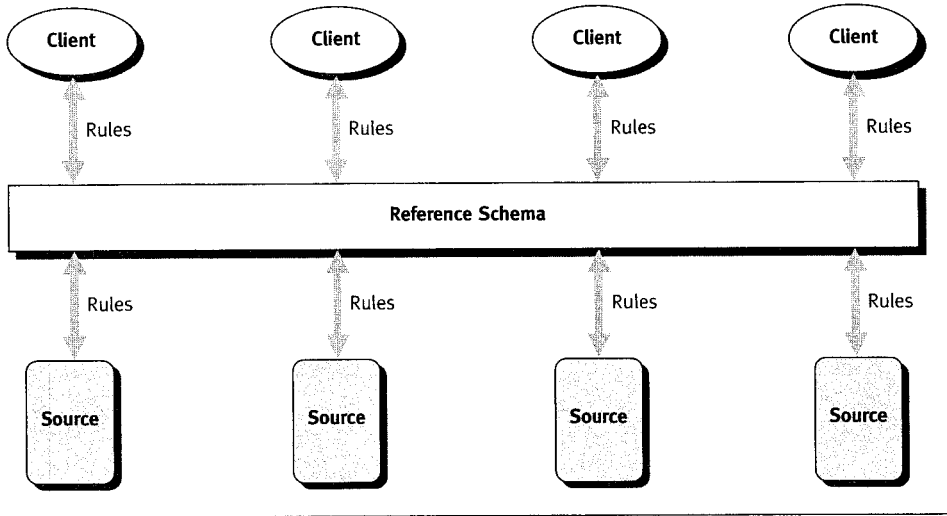 Client Client Client Client
Rules Rules Rules Rules
Reference Schema
Rules Rules Rules Rules
Source Source Source Source